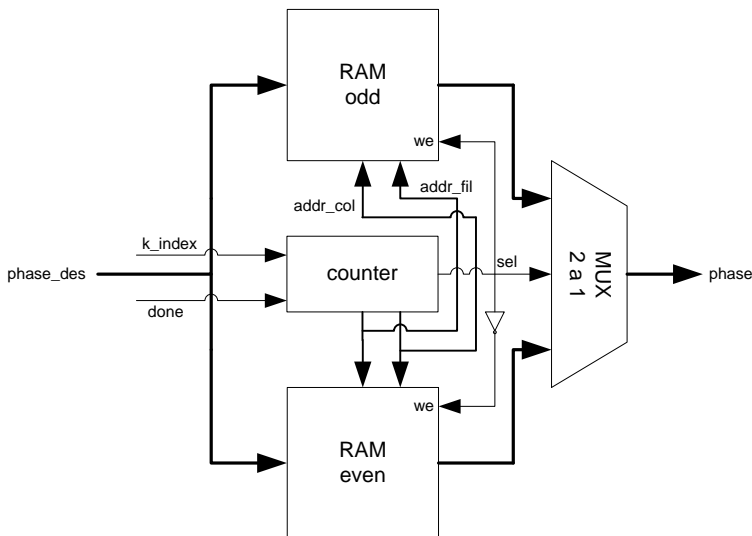 RAM
odd
we
addr_fil
addr_col
k_index
counter
sel
phase_des
MUX
2 a 1
phase
done
we
RAM
even